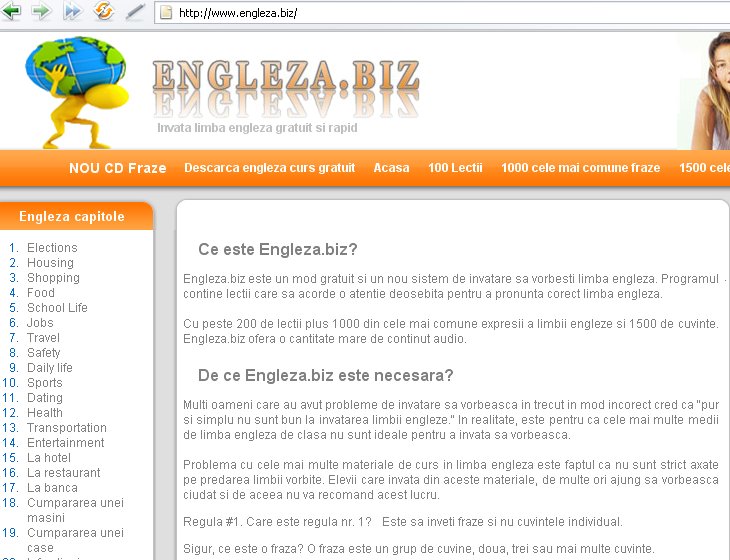 http://www.engleza.biz/
ENGLEZA.BIZ
Invata limba engleza gratuit si rapid
NOU CD Fraze Descarca engleza curs gratuit Acasa 100 Lectii 1000 cele mai comune fraze 1500 cele
Engleza capitole
1. Elections
2. Housing
3. Shopping
4. Food
5. School Life
6. Jobs
7. Travel
8. Safety
9. Daily life
10. Sports
11. Dating
12. Health
13. Transportation
14. Entertainment
15. La hotel
16. La restaurant
17. La banca
18. Cumpararea unei
masini
19. Cumpararea unei
case
Ce este Engleza.biz?
Engleza.biz este un mod gratuit si un nou sistem de invatare sa vorbesti limba engleza. Programul
contine lectii care sa acorde o atentie deosebita pentru a pronunta corect limba engleza.
Cu peste 200 de lectii plus 1000 din cele mai comune expresii a limbii engleze si 1500 de cuvinte.
Engleza.biz ofera o cantitate mare de continut audio.
De ce Engleza.biz este necesara?
Multi oameni care au avut probleme de invatare sa vorbeasca in trecut in mod incorect cred ca "pur
si simplu nu sunt bun la invatarea limbii engleze." In realitate, este pentru ca cele mai multe medii
de limba engleza de clasa nu sunt ideale pentru a invata sa vorbeasca.
Problema cu cele mai multe materiale de curs in limba engleza este faptul ca nu sunt strict axate
pe predarea limbii vorbite. Elevii care invata din aceste materiale, de multe ori ajung sa vorbeasca
ciudat si de aceea nu va recomand acest lucru.
Regula #1. Care este regula nr. 1? Este sa inveti fraze si nu cuvintele individual.
Sigur, ce este o fraza? O fraza este un grup de cuvine, doua, trei sau mai multe cuvinte.